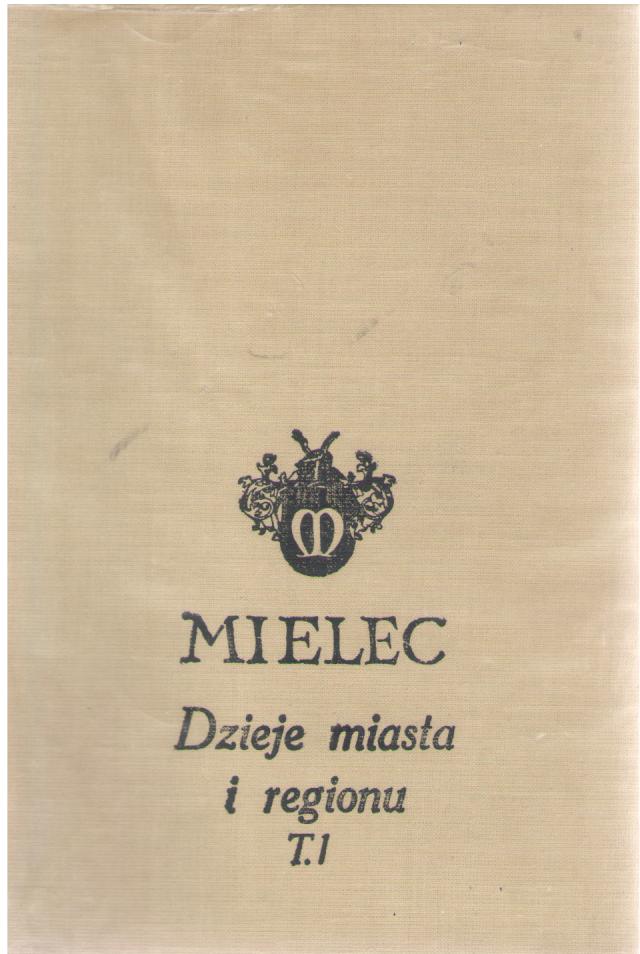 M
MIELEC
Dzieje miasta
i regionu
T.1